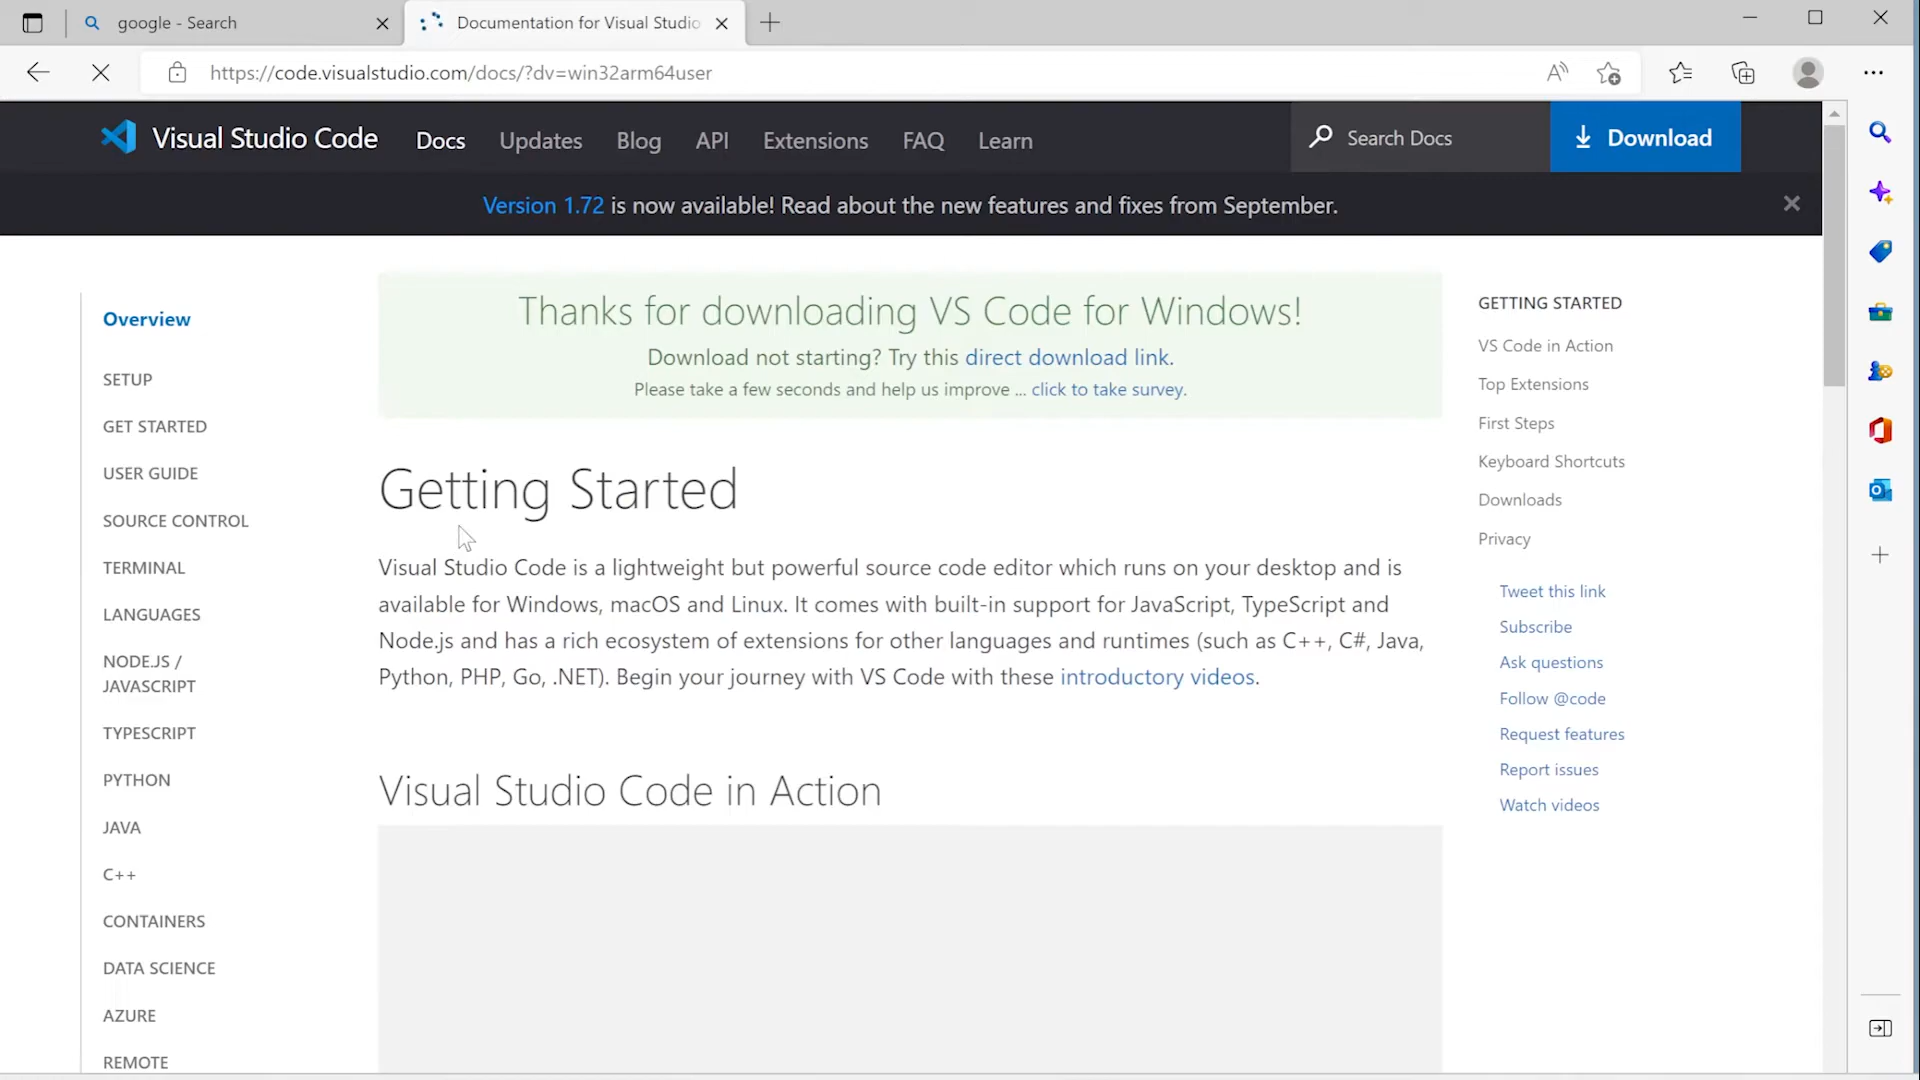 google - Search
Documentation for Visual Studio
https://code.visualstudio.com/docs/?dv=win32arm64user
Visual Studio Code
Docs
Updates
Blog
API
Extensions
FAQ
Learn
Search Docs
Download
Version 1.72 is now available! Read about the new features and fixes from September.
Overview
SETUP
GET STARTED
USER GUIDE
SOURCE CONTROL
TERMINAL
LANGUAGES
NODE.JS /
JAVASCRIPT
TYPESCRIPT
PYTHON
JAVA
C++
CONTAINERS
DATA SCIENCE
AZURE
REMOTE
Thanks for downloading VS Code for Windows!
Download not starting? Try this direct download link.
Please take a few seconds and help us improve ... click to take survey.
Getting Started
Visual Studio Code is a lightweight but powerful source code editor which runs on your desktop and is
available for Windows, macOS and Linux. It comes with built-in support for JavaScript, TypeScript and
Node.js and has a rich ecosystem of extensions for other languages and runtimes (such as C++, C#, Java,
Python, PHP, Go, .NET). Begin your journey with VS Code with these introductory videos.
Visual Studio Code in Action
GETTING STARTED
VS Code in Action
Top Extensions
First Steps
Keyboard Shortcuts
Downloads
Privacy
Tweet this link
Subscribe
Ask questions
Follow @code
Request features
Report issues
Watch videos